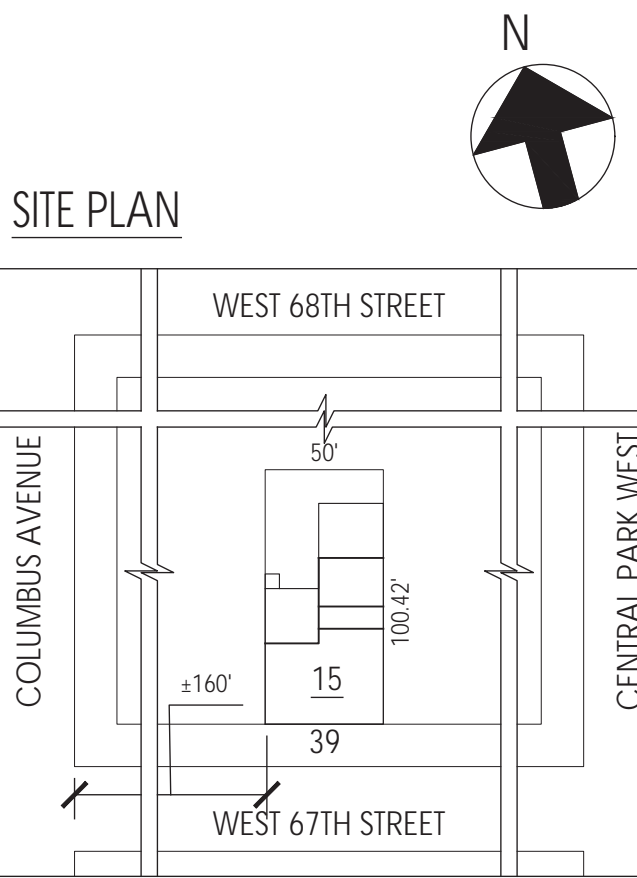 N
SITE PLAN
WEST 68TH STREET
COLUMBUS AVENUE
CENTRAL PARK WEST
50'
100.42'
±160'
15
39
WEST 67TH STREET